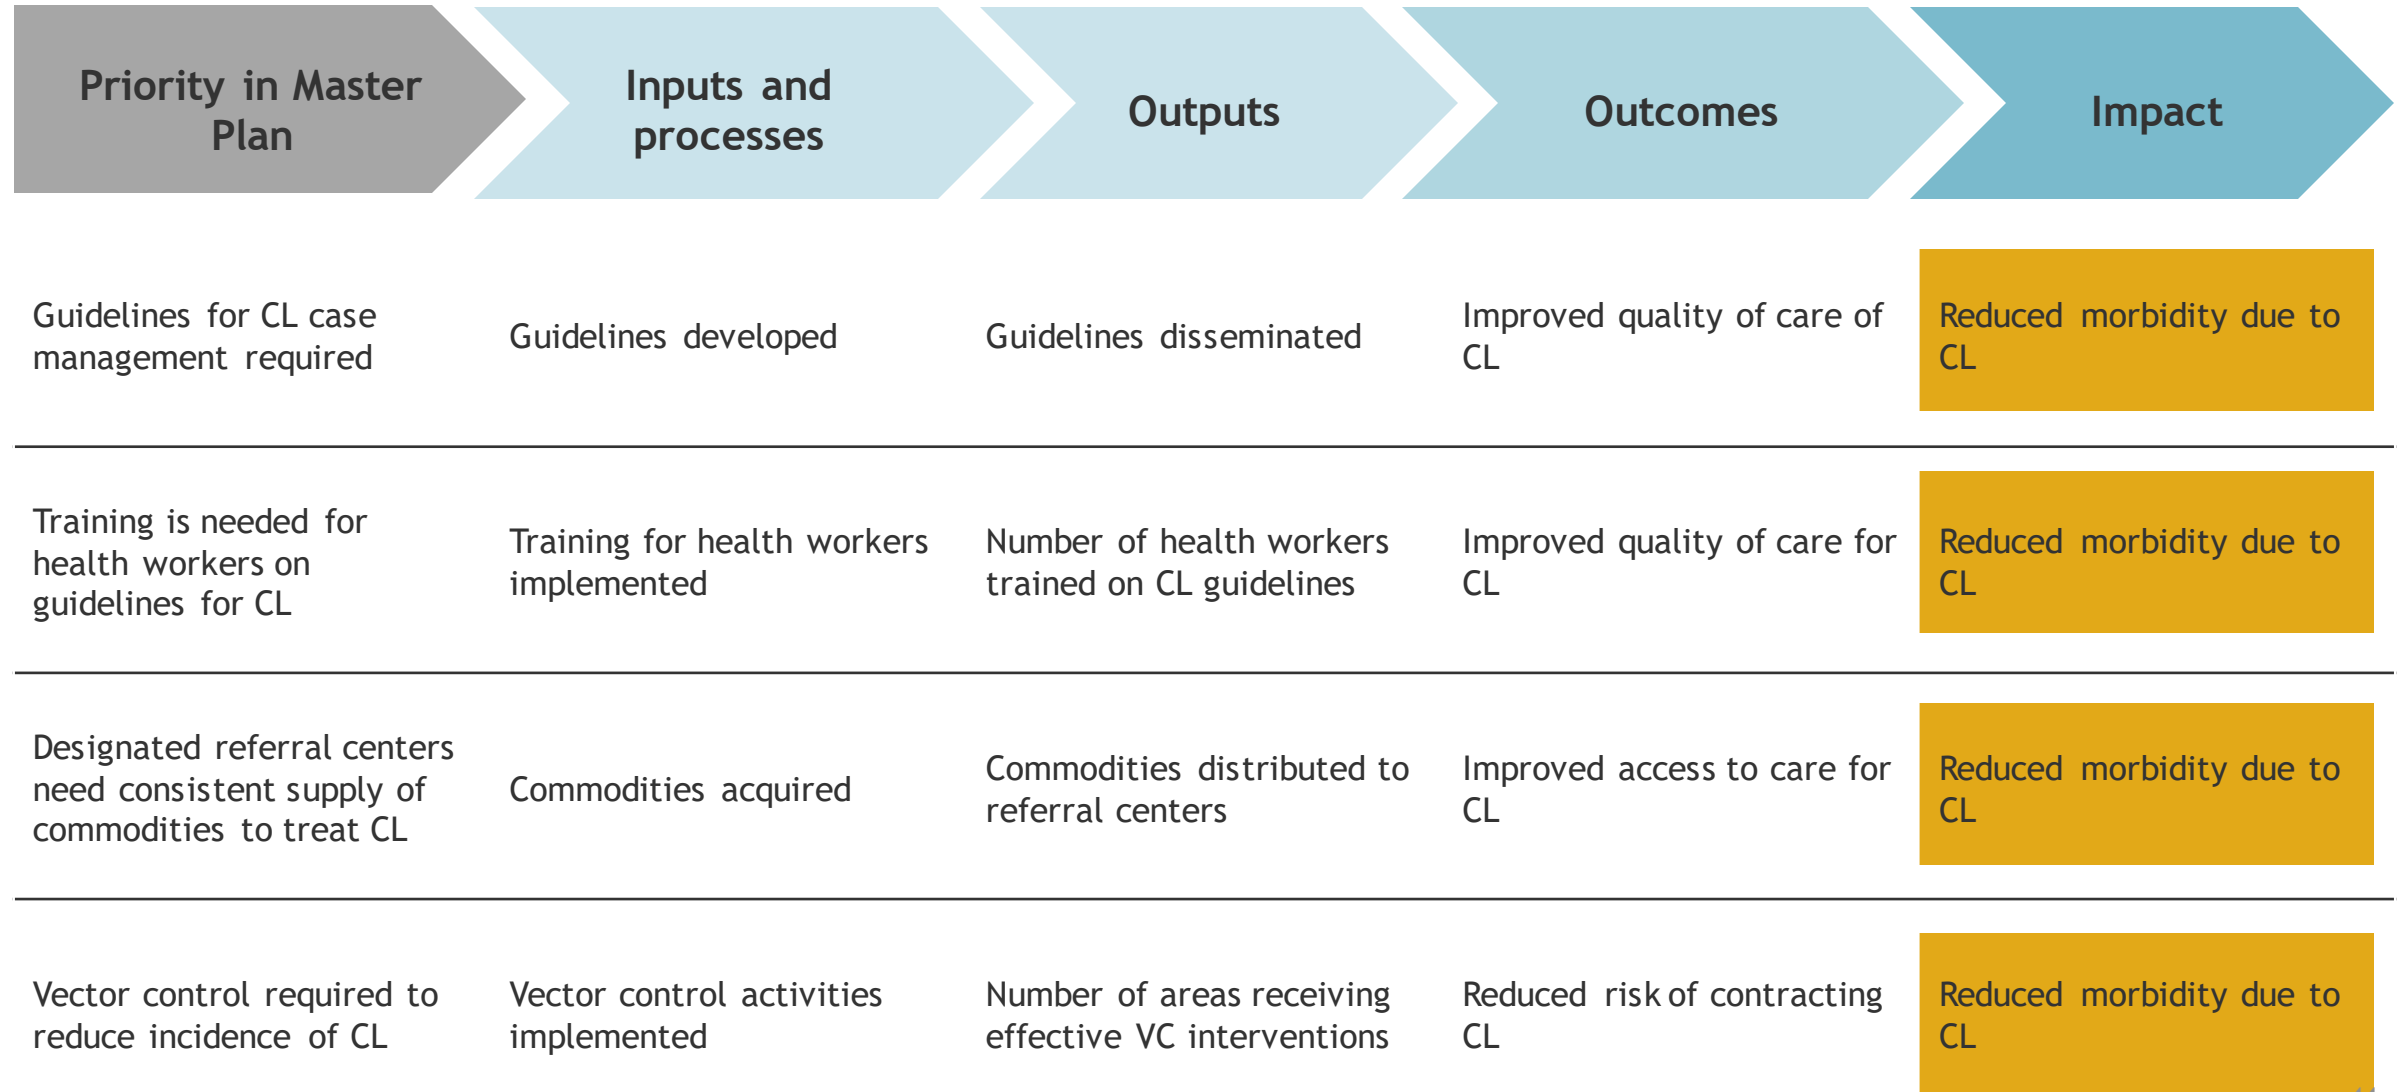 Priority in Master
Plan
Inputs and
processes
Outputs
Outcomes
Impact
Guidelines for CL case
management required
Guidelines developed
Guidelines disseminated
Improved quality of care of
CL
Reduced morbidity due to
CL
Training is needed for
health workers on
guidelines for CL
Training for health workers
implemented
Number of health workers
trained on CL guidelines
Improved quality of care for
CL
Reduced morbidity due to
CL
Designated referral centers
need consistent supply of
commodities to treat CL
Commodities acquired
Commodities distributed to
referral centers
Improved access to care for
CL
Reduced morbidity due to
CL
Vector control required to
reduce incidence of CL
Vector control activities
implemented
Number of areas receiving
effective VC interventions
Reduced risk of contracting
CL
Reduced morbidity due to
CL